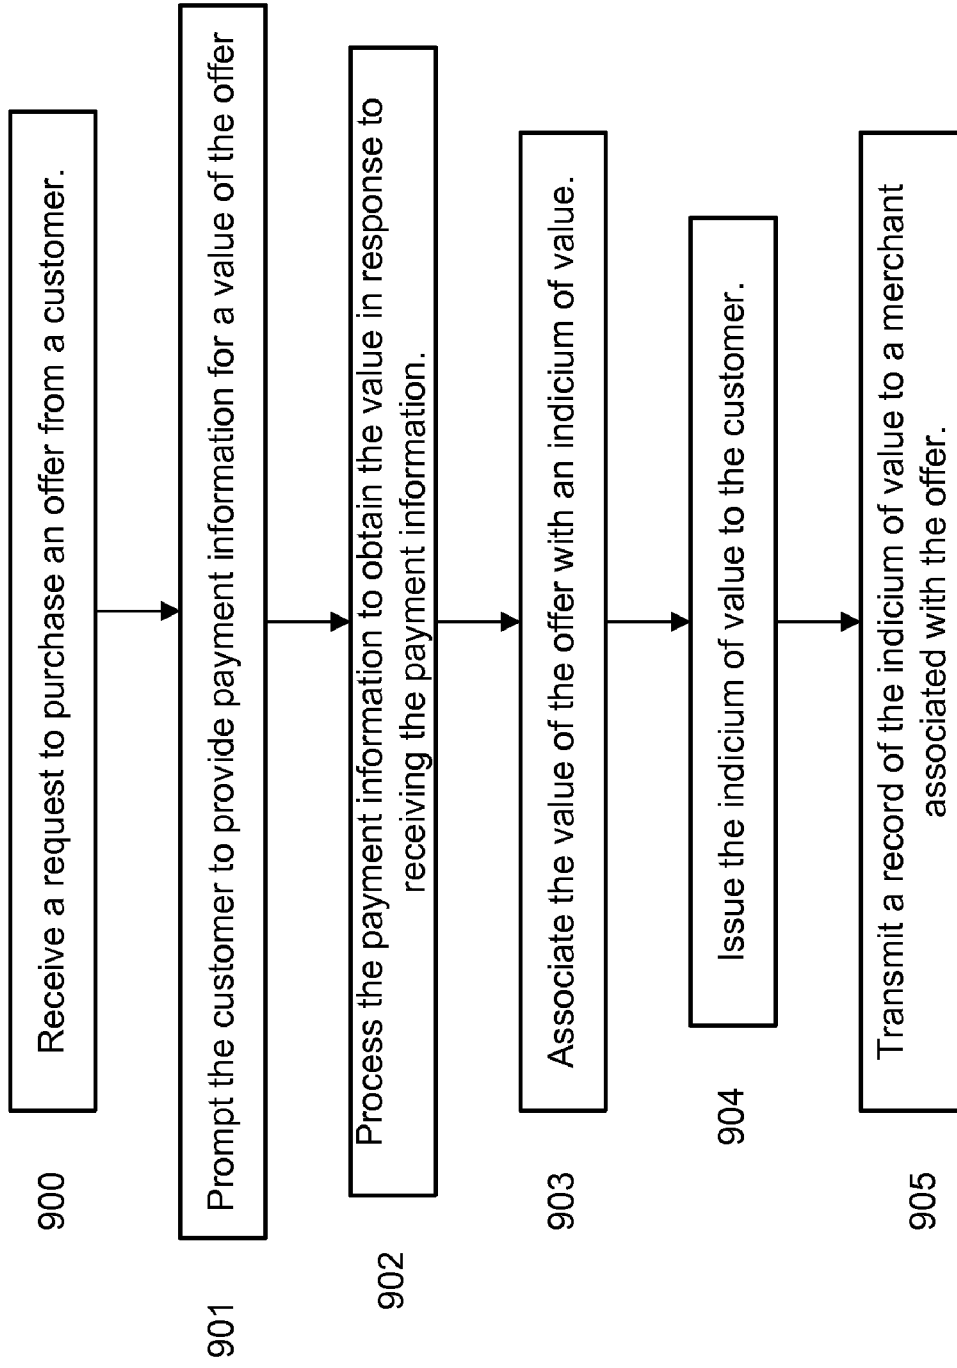 900
Receive a request to purchase an offer from a customer.
901
Prompt the customer to provide payment information for a value of the offer
902
Process the payment information to obtain the value in response to
receiving the payment information.
903
Associate the value of the offer with an indicium of value.
904
Issue the indicium of value to the customer.
905
Transmit a record of the indicium of value to a merchant
associated with the offer.